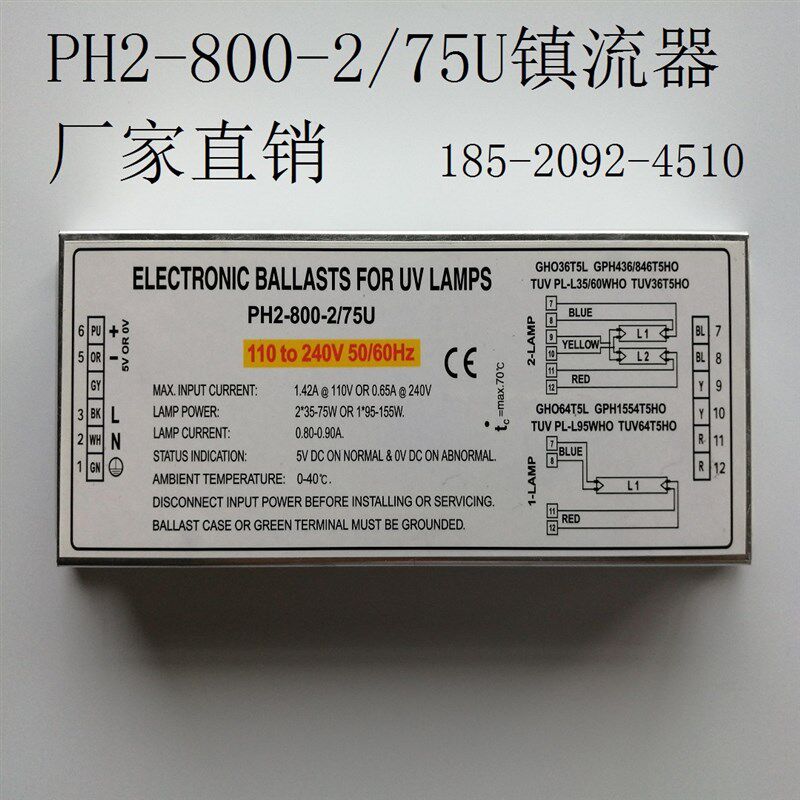 PH2-800-2/75U镇流器
厂家直销 185-2092-4510
ELECTRONIC BALLASTS FOR UV LAMPS
PH2-800-2/75U
110 to 240V 50/60Hz
CE
MAX. INPUT CURRENT: 1.42A @ 110V OR 0.65A @ 240V
LAMP POWER: 2*35-75W OR 1*95-155W.
LAMP CURRENT: 0.80-0.90A.
STATUS INDICATION: 5V DC ON NORMAL & 0V DC ON ABNORMAL.
AMBIENT TEMPERATURE: 0-40℃.
DISCONNECT INPUT POWER BEFORE INSTALLING OR SERVICING.
BALLAST CASE OR GREEN TERMINAL MUST BE GROUNDED.
6 PU +
5 OR -
5V OR 0V
GY
3 BK L
2 WH N
1 GN
tc=max.70℃
GHO36T5L GPH436/846T5HO
TUV PL-L35/60WHO TUV36T5HO
2-LAMP
7
8 BLUE
9 YELLOW
10
11
12 RED
L1
L2
GHO64T5L GPH1554T5HO
TUV PL-L95WHO TUV64T5HO
1-LAMP
7 BLUE
8
11
12 RED
L1
BL 7
BL 8
Y 9
Y 10
R 11
R 12